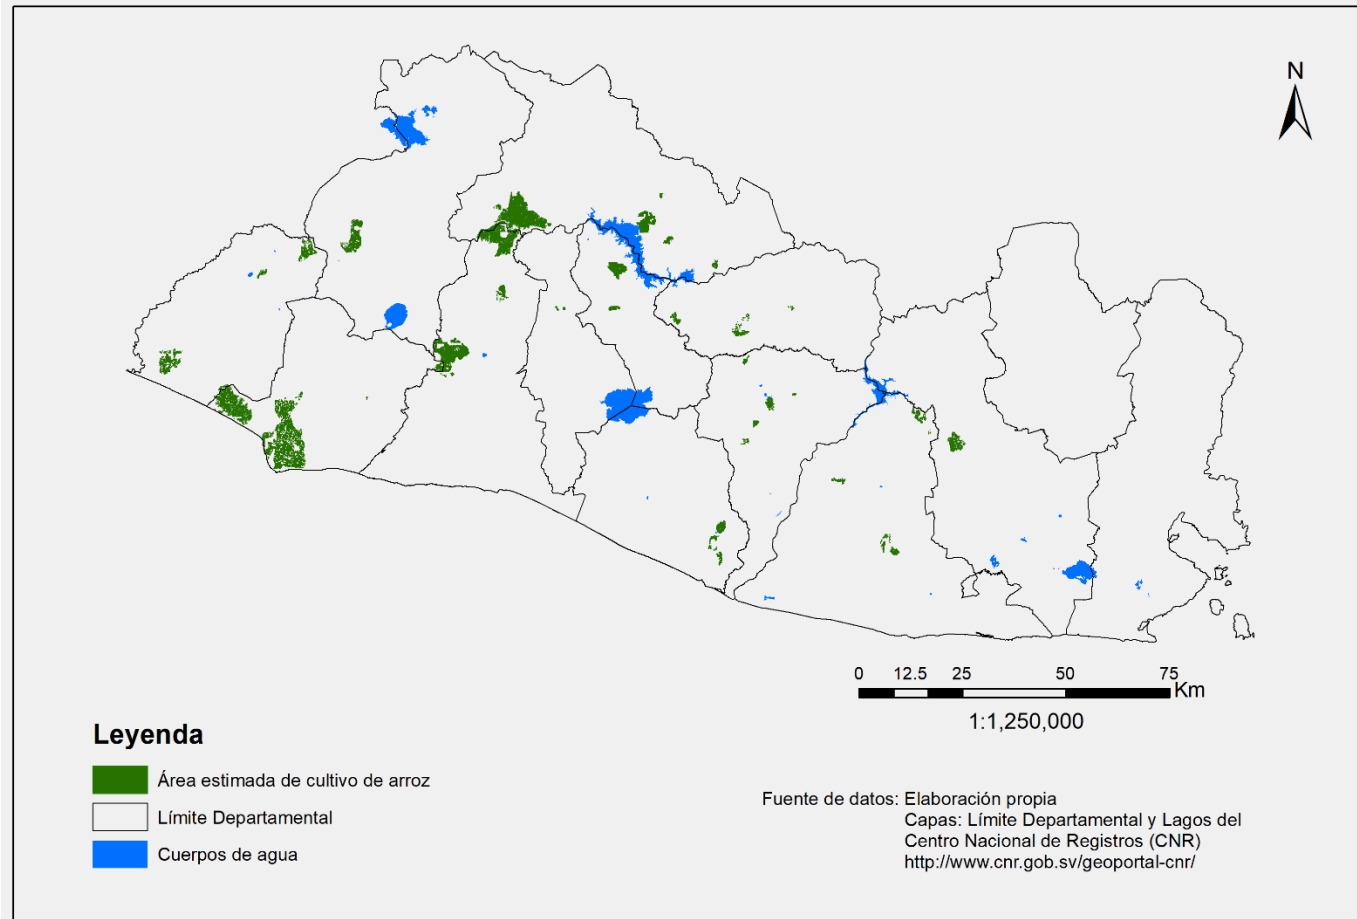 N
0 12.5 25 50 75
Km
1:1,250,000
Leyenda
Área estimada de cultivo de arroz
Límite Departamental
Cuerpos de agua
Fuente de datos: Elaboración propia
Capas: Límite Departamental y Lagos del
Centro Nacional de Registros (CNR)
http://www.cnr.gob.sv/geoportal-cnr/